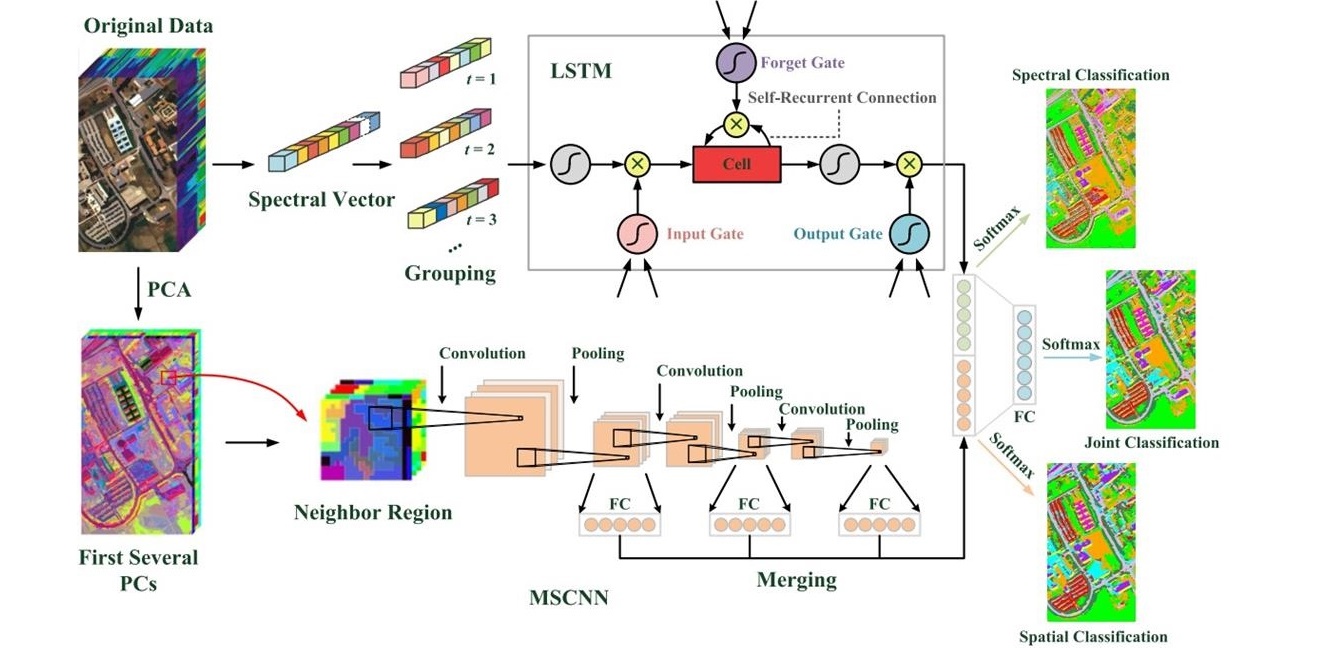 Original Data
Spectral Vector
t = 1
t = 2
t = 3
...
Grouping
LSTM
Forget Gate
Self-Recurrent Connection
Cell
Input Gate
Output Gate
PCA
First Several
PCs
Neighbor Region
Convolution
Pooling
Convolution
Pooling
Convolution
Pooling
FC
FC
FC
Merging
MSCNN
Softmax
Spectral Classification
FC
Softmax
Joint Classification
Softmax
Spatial Classification